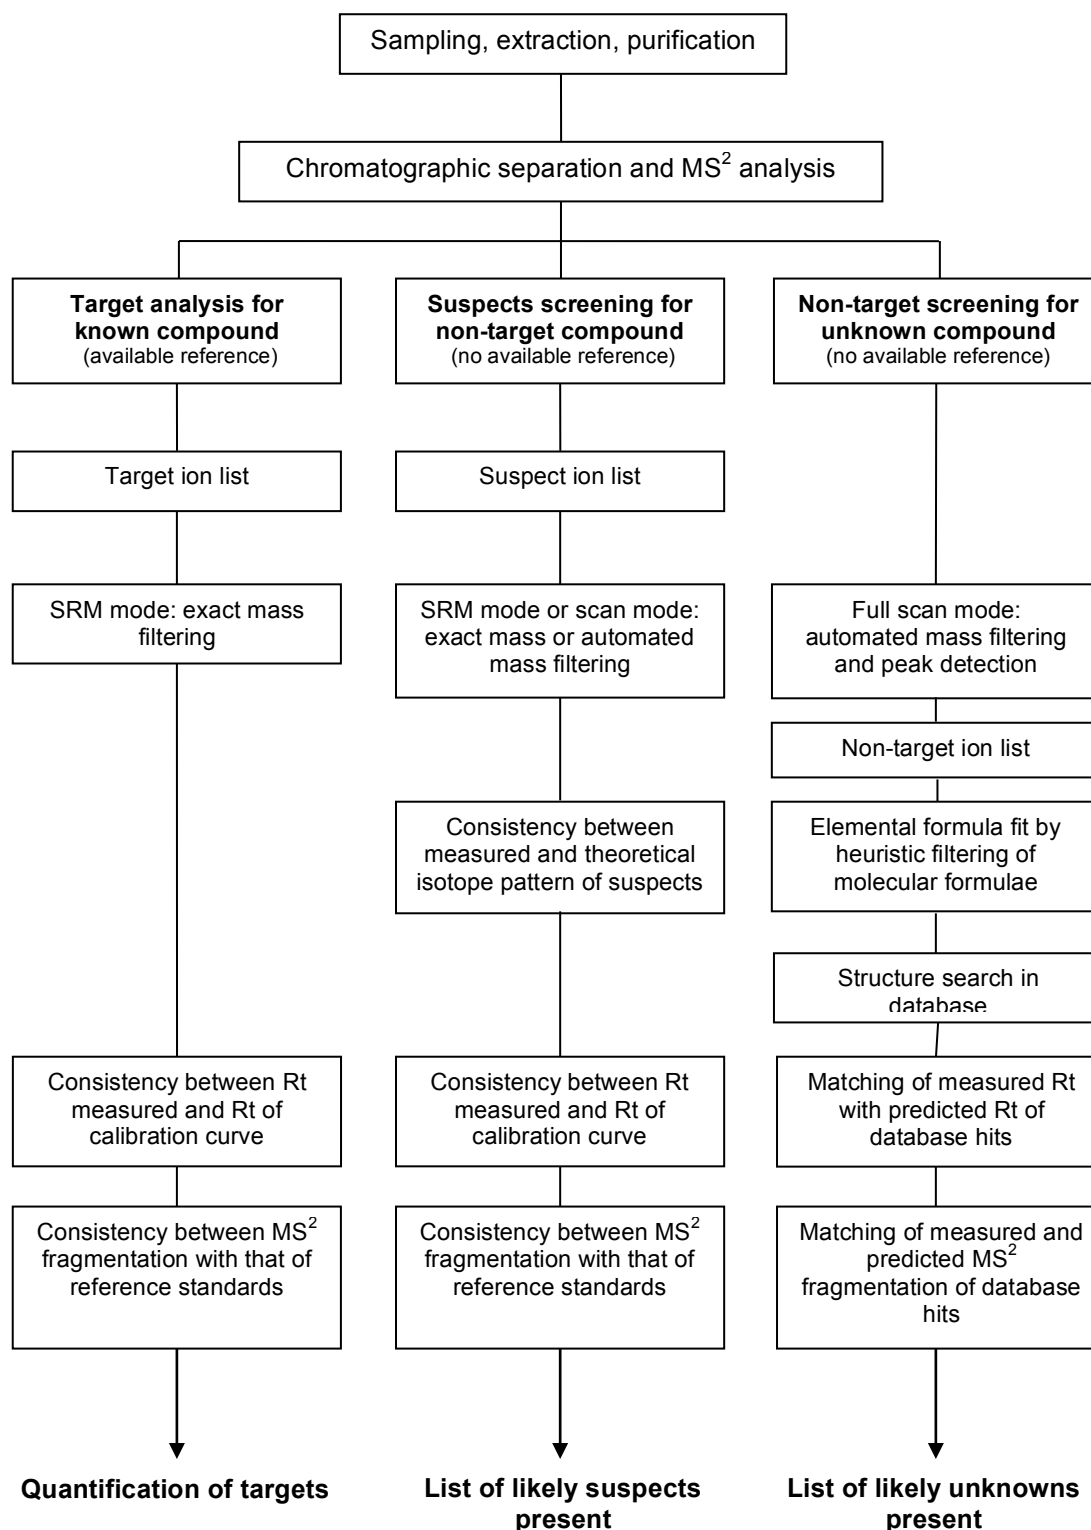 Sampling, extraction, purification
Chromatographic separation and MS² analysis
Target analysis for
known compound
(available reference)
Suspects screening for
non-target compound
(no available reference)
Non-target screening for
unknown compound
(no available reference)
Target ion list
Suspect ion list
SRM mode: exact mass
filtering
SRM mode or scan mode:
exact mass or automated
mass filtering
Full scan mode:
automated mass filtering
and peak detection
Non-target ion list
Consistency between
measured and theoretical
isotope pattern of suspects
Elemental formula fit by
heuristic filtering of
molecular formulae
Structure search in
database
Consistency between Rt
measured and Rt of
calibration curve
Consistency between Rt
measured and Rt of
calibration curve
Matching of measured Rt
with predicted Rt of
database hits
Consistency between MS²
fragmentation with that of
reference standards
Consistency between MS²
fragmentation with that of
reference standards
Matching of measured and
predicted MS²
fragmentation of database
hits
Quantification of targets
List of likely suspects
present
List of likely unknowns
present